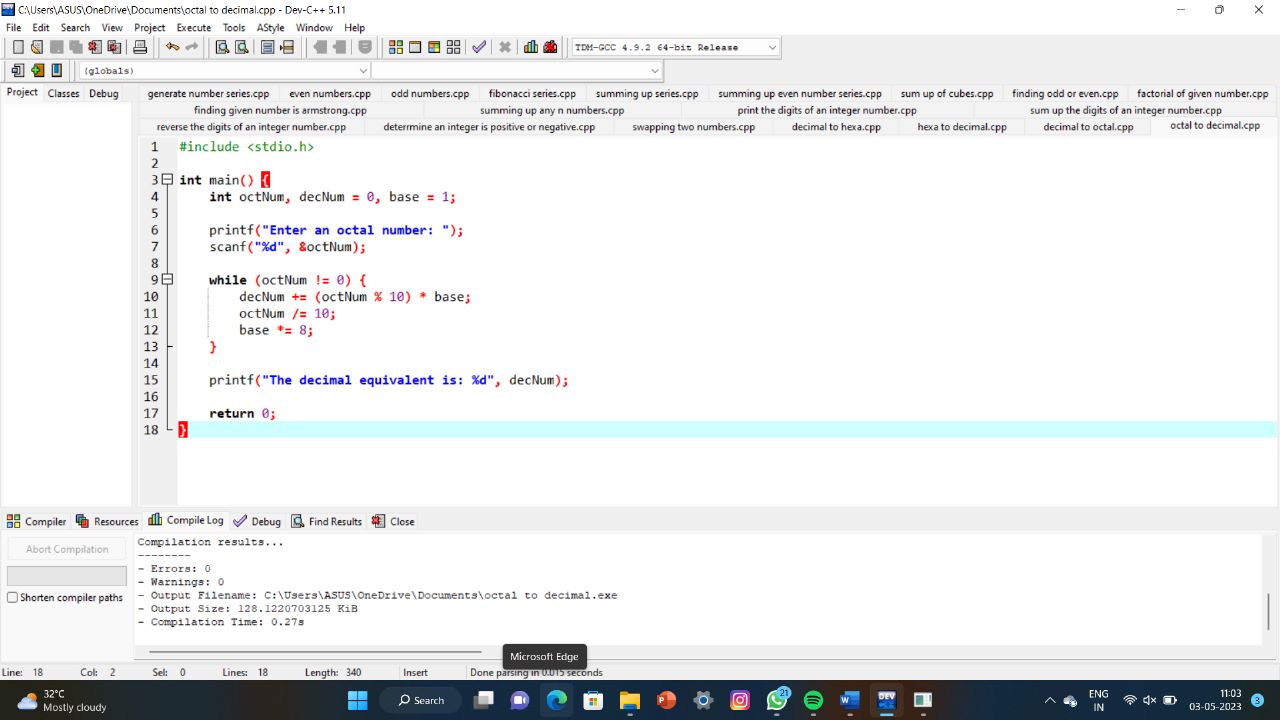 C:\Users\ASUS\OneDrive\Documents\octal to decimal.cpp - Dev-C++ 5.11
File Edit Search View Project Execute Tools AStyle Window Help
TDM-GCC 4.9.2 64-bit Release
(globals)
Project Classes Debug
generate number series.cpp even numbers.cpp odd numbers.cpp fibonacci series.cpp summing up series.cpp summing up even number series.cpp sum up of cubes.cpp finding odd or even.cpp factorial of given number.cpp
finding given number is armstrong.cpp summing up any n numbers.cpp print the digits of an integer number.cpp sum up the digits of an integer number.cpp
reverse the digits of an integer number.cpp deterrmine an integer is positive or negative.cpp swapping two numbers.cpp decimal to hexa.cpp hexa to decimal.cpp decimal to octal.cpp octal to decimal.cpp
1 #include <stdio.h>
2
3 int main() {
4 int octNum, decNum = 0, base = 1;
5
6 printf("Enter an octal number: ");
7 scanf("%d", &octNum);
8
9 while (octNum != 0) {
10 decNum += (octNum % 10) * base;
11 octNum /= 10;
12 base *= 8;
13 }
14
15 printf("The decimal equivalent is: %d", decNum);
16
17 return 0;
18 }
Compiler Resources Compile Log Debug Find Results Close
Abort Compilation
Shorten compiler paths
Compilation results...
--------
- Errors: 0
- Warnings: 0
- Output Filename: C:\Users\ASUS\OneDrive\Documents\octal to decimal.exe
- Output Size: 128.1220703125 KiB
- Compilation Time: 0.27s
Microsoft Edge
Line: 18 Col: 2 Sel: 0 Lines: 18 Length: 340 Insert Done parsing in 0.015 seconds
32°C
Mostly cloudy
Search
21
DEV
ENG
IN
11:03
03-05-2023
3